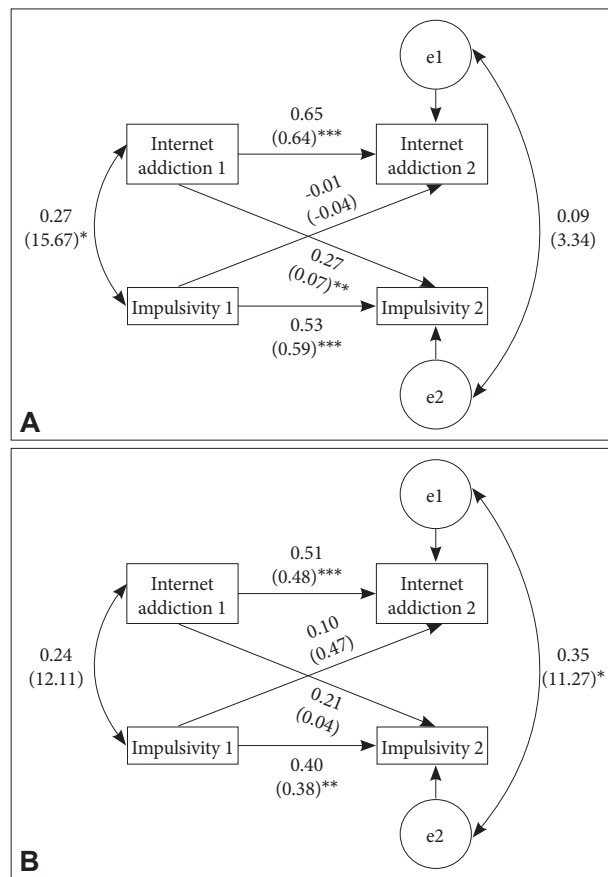 e1
0.65
(0.64)***
Internet
addiction 1
Internet
addiction 2
-0.01
(-0.04)
0.27
(15.67)*
0.09
(3.34)
0.27
(0.07)**
Impulsivity 1
Impulsivity 2
0.53
(0.59)***
e2
A
e1
0.51
(0.48)***
Internet
addiction 1
Internet
addiction 2
0.10
(0.47)
0.24
(12.11)
0.35
(11.27)*
0.21
(0.04)
Impulsivity 1
Impulsivity 2
0.40
(0.38)**
e2
B